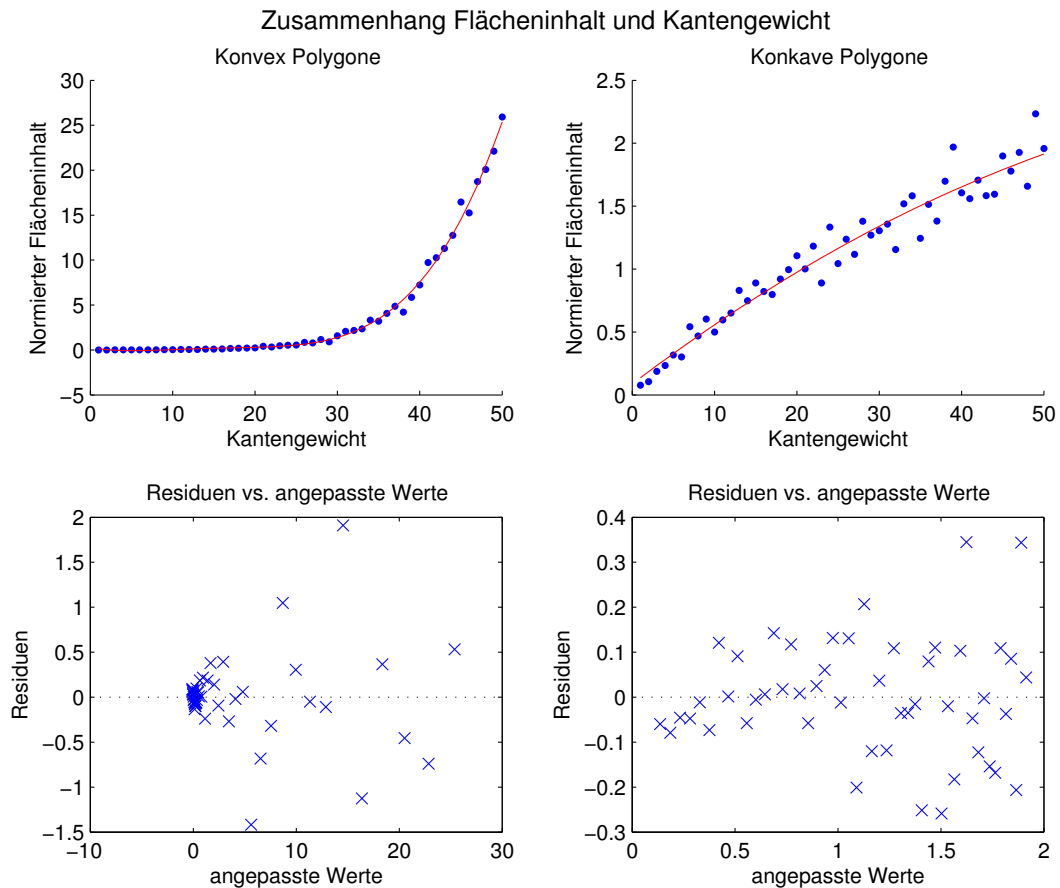 Zusammenhang Flächeninhalt und Kantengewicht
Konvex Polygone
Normierter Flächeninhalt
30
25
20
15
10
5
0
−5
0 10 20 30 40 50
Kantengewicht
Konkave Polygone
Normierter Flächeninhalt
2.5
2
1.5
1
0.5
0
0 10 20 30 40 50
Kantengewicht
Residuen vs. angepasste Werte
Residuen
2
1.5
1
0.5
0
−0.5
−1
−1.5
−10 0 10 20 30
angepasste Werte
Residuen vs. angepasste Werte
Residuen
0.4
0.3
0.2
0.1
0
−0.1
−0.2
−0.3
0 0.5 1 1.5 2
angepasste Werte